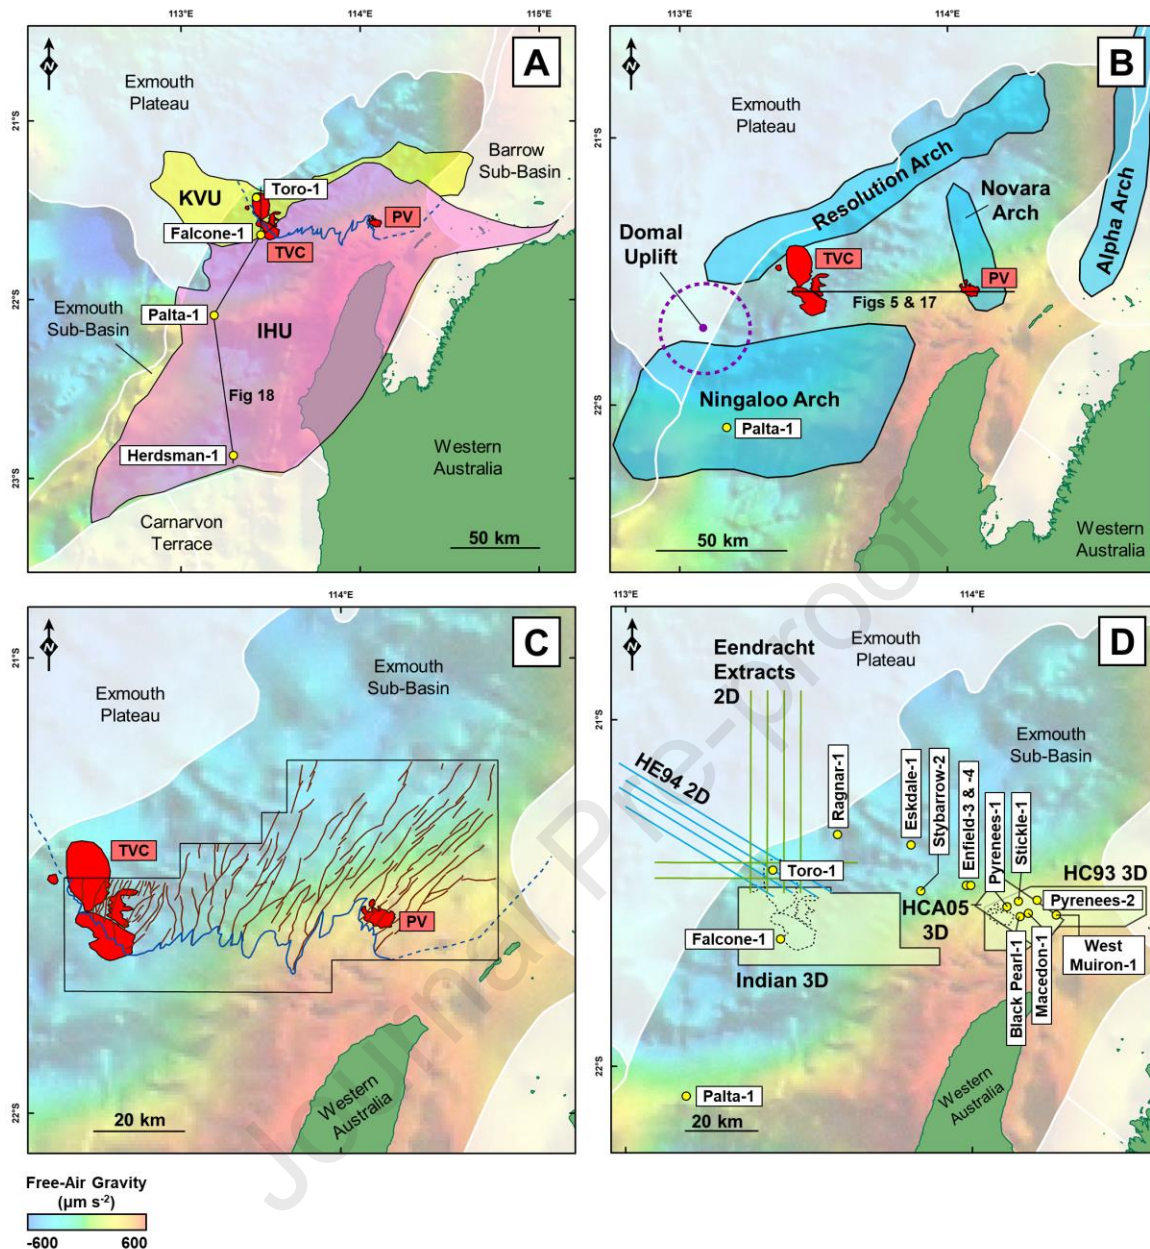 113°E
114°E
115°E
A
N
Exmouth
Plateau
21°S
Barrow
Sub-Basin
KVU
Toro-1
PV
Falcone-1
TVC
22°S
Exmouth
Sub-Basin
Palta-1
IHU
Fig 18
Western
Australia
Herdsman-1
23°S
Carnarvon
Terrace
50 km
113°E
114°E
B
N
Exmouth
Plateau
21°S
Resolution Arch
Novara
Arch
Alpha Arch
Domal
Uplift
TVC
PV
Figs 5 & 17
Ningaloo Arch
22°S
Palta-1
50 km
Western
Australia
114°E
C
N
21°S
Exmouth
Plateau
Exmouth
Sub-Basin
TVC
PV
22°S
20 km
Western
Australia
113°E
114°E
D
N
Eendracht
Extracts
2D
Exmouth
Plateau
21°S
Exmouth
Sub-Basin
HE94 2D
Ragnar-1
Eskdale-1
Stybarrow-2
Enfield-3 & -4
Pyrenees-1
Stickle-1
Toro-1
HC93 3D
HCA05
3D
Pyrenees-2
Falcone-1
West
Muiron-1
Indian 3D
Black Pearl-1
Macedon-1
22°S
Palta-1
20 km
Western
Australia
Journal Pre-proof
Free-Air Gravity
(µm s-2)
-600
600